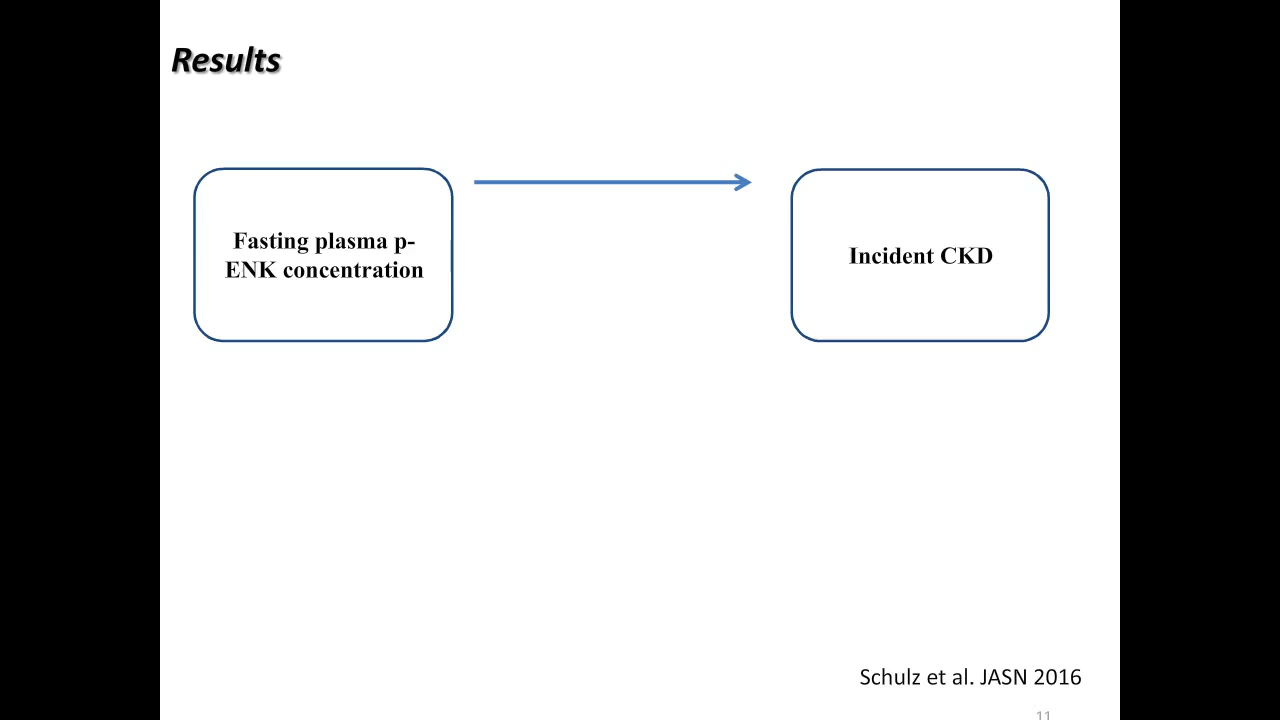 Results
Fasting plasma p-
ENK concentration
Incident CKD
Schulz et al. JASN 2016
11